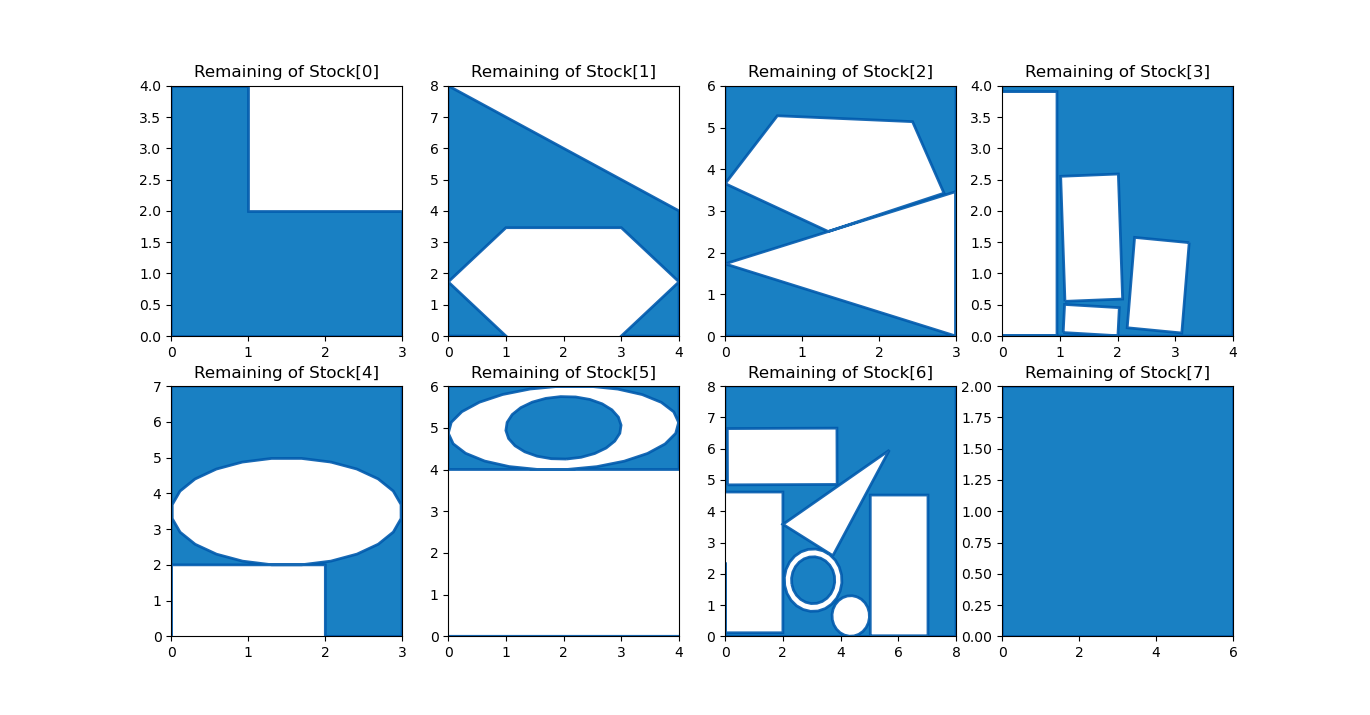 Remaining of Stock[0] Remaining of Stock[1] Remaining of Stock[2] Remaining of Stock[3]
4.0 8 6 4.0
3.5 7 5 3.5
3.0 6 4 3.0
2.5 5 3 2.5
2.0 4 2 2.0
1.5 3 1 1.5
1.0 2 0 1.0
0.5 1 0.5
0.0 0 0.0
0 1 2 3 0 1 2 3 4 0 1 2 3 0 1 2 3 4
Remaining of Stock[4] Remaining of Stock[5] Remaining of Stock[6] Remaining of Stock[7]
7 6 8 2.00
6 5 7 1.75
5 4 6 1.50
4 3 5 1.25
3 2 4 1.00
2 1 3 0.75
1 0 2 0.50
0 1 0.25
0 0.00
0 1 2 3 0 1 2 3 4 0 2 4 6 8 0 2 4 6